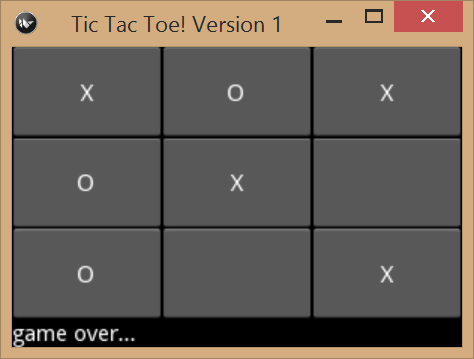 Tic Tac Toe! Version 1
X O X
O X
O X
game over...